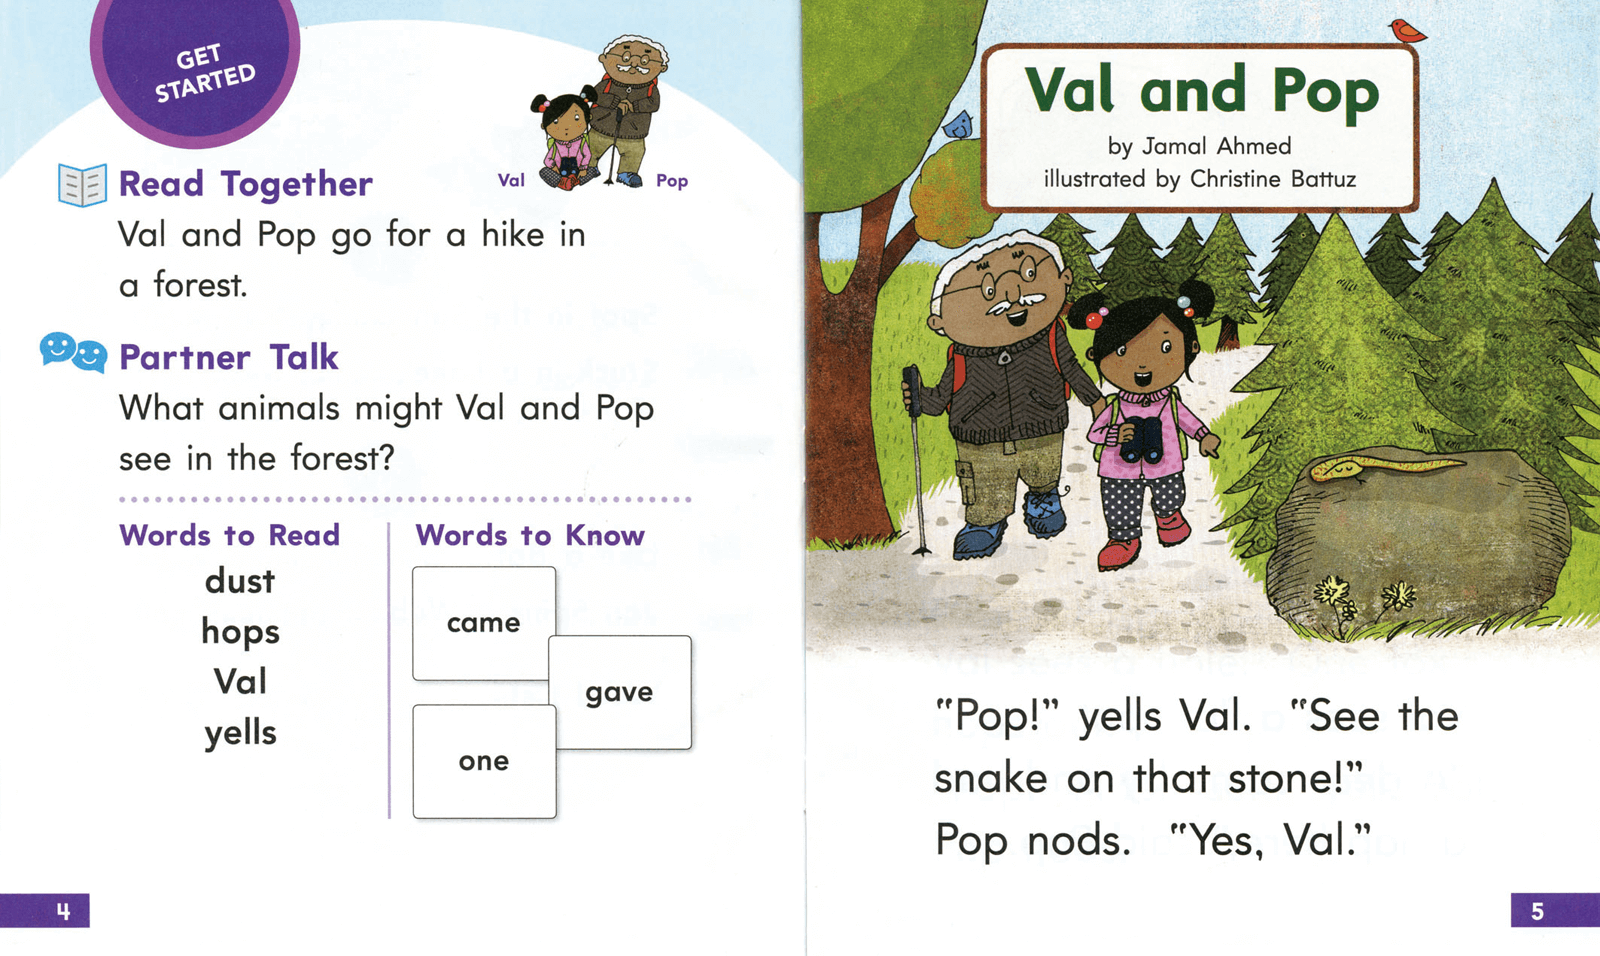 GET
STARTED
Val
Pop
Read Together
Val and Pop go for a hike in
a forest.
Partner Talk
What animals might Val and Pop
see in the forest?
Words to Read
dust
hops
Val
yells
Words to Know
came
gave
one
4
Val and Pop
by Jamal Ahmed
illustrated by Christine Battuz
“Pop!” yells Val. “See the
snake on that stone!”
Pop nods. “Yes, Val.”
5